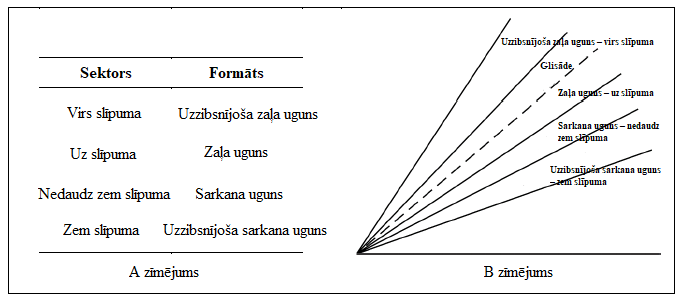 Sektors Formāts
Virs slīpuma Uzzibsnījoša zaļa uguns
Uz slīpuma Zaļa uguns
Nedaudz zem slīpuma Sarkana uguns
Zem slīpuma Uzzibsnījoša sarkana uguns
A zīmējums
Uzzibsnījoša zaļa uguns – virs slīpuma
Glisāde
Zaļa uguns – uz slīpuma
Sarkana uguns – nedaudz
zem slīpuma
Uzzibsnījoša sarkana uguns
– zem slīpuma
B zīmējums